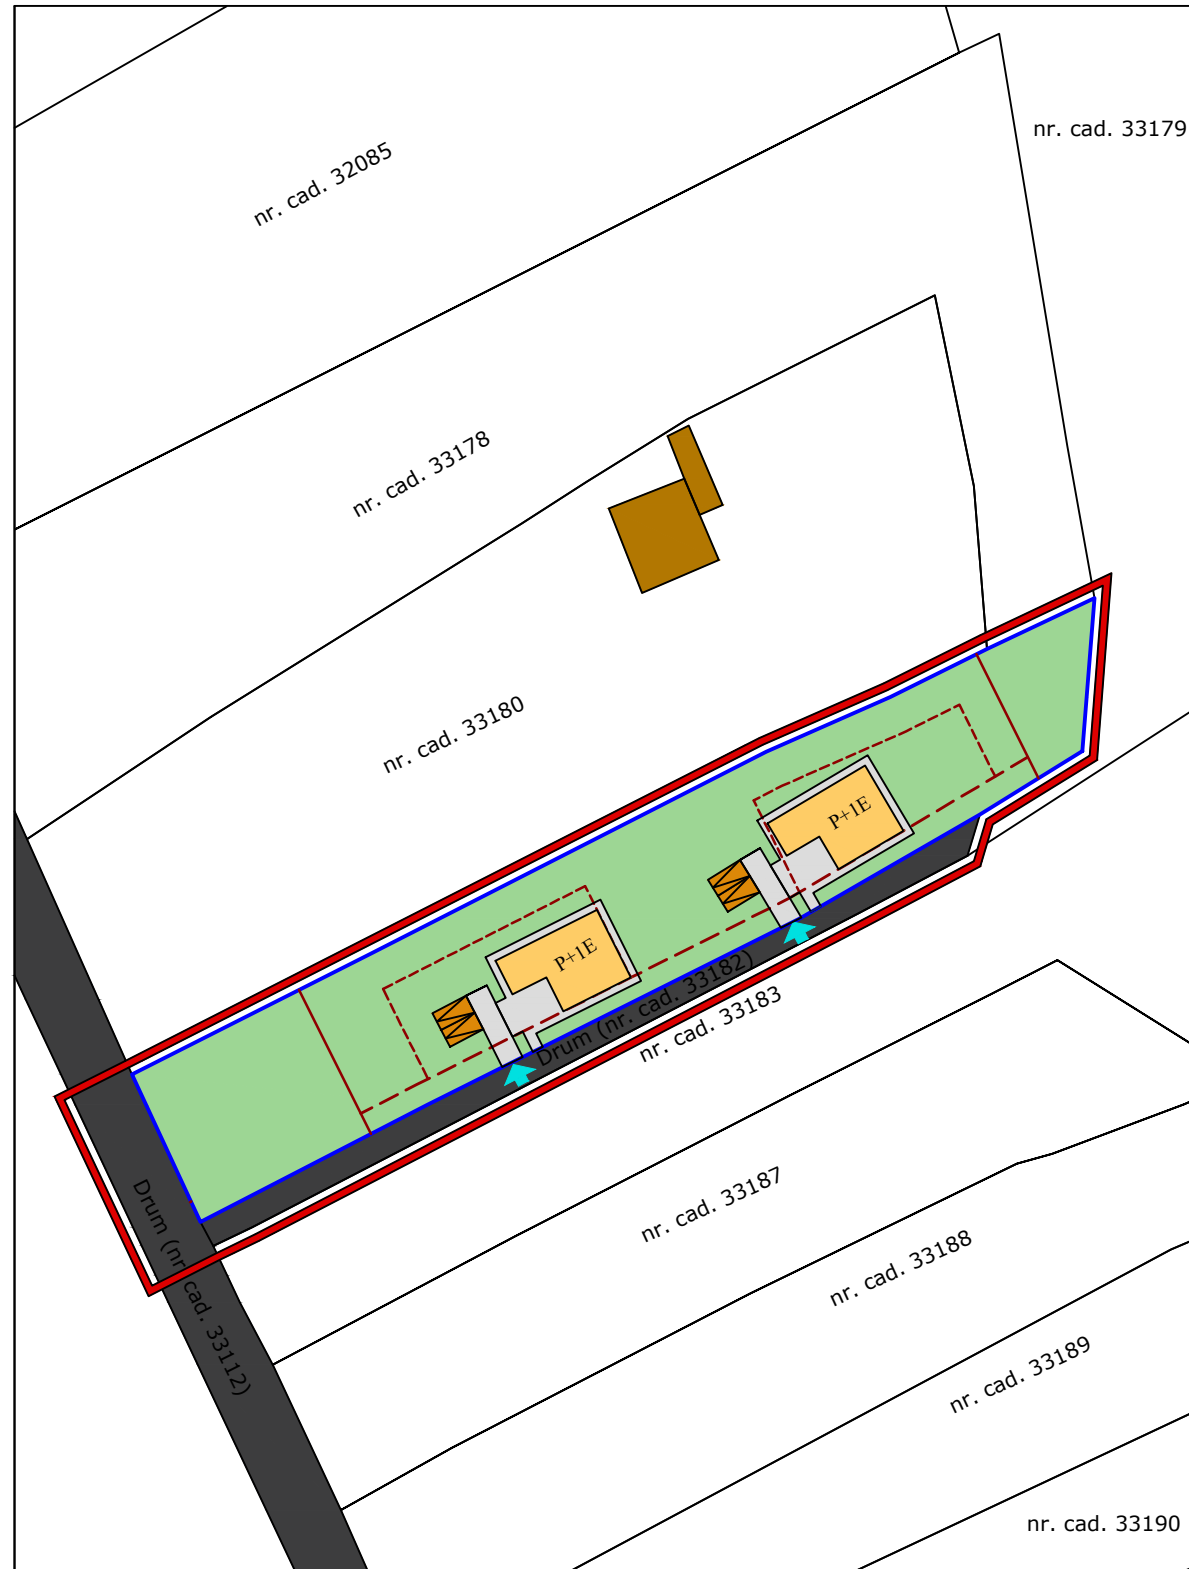 nr. cad. 33179
nr. cad. 32085
nr. cad. 33178
nr. cad. 33180
P+1E
P+1E
Drum (nr. cad. 33182)
nr. cad. 33183
Drum (nr. cad. 33112)
nr. cad. 33187
nr. cad. 33188
nr. cad. 33189
nr. cad. 33190